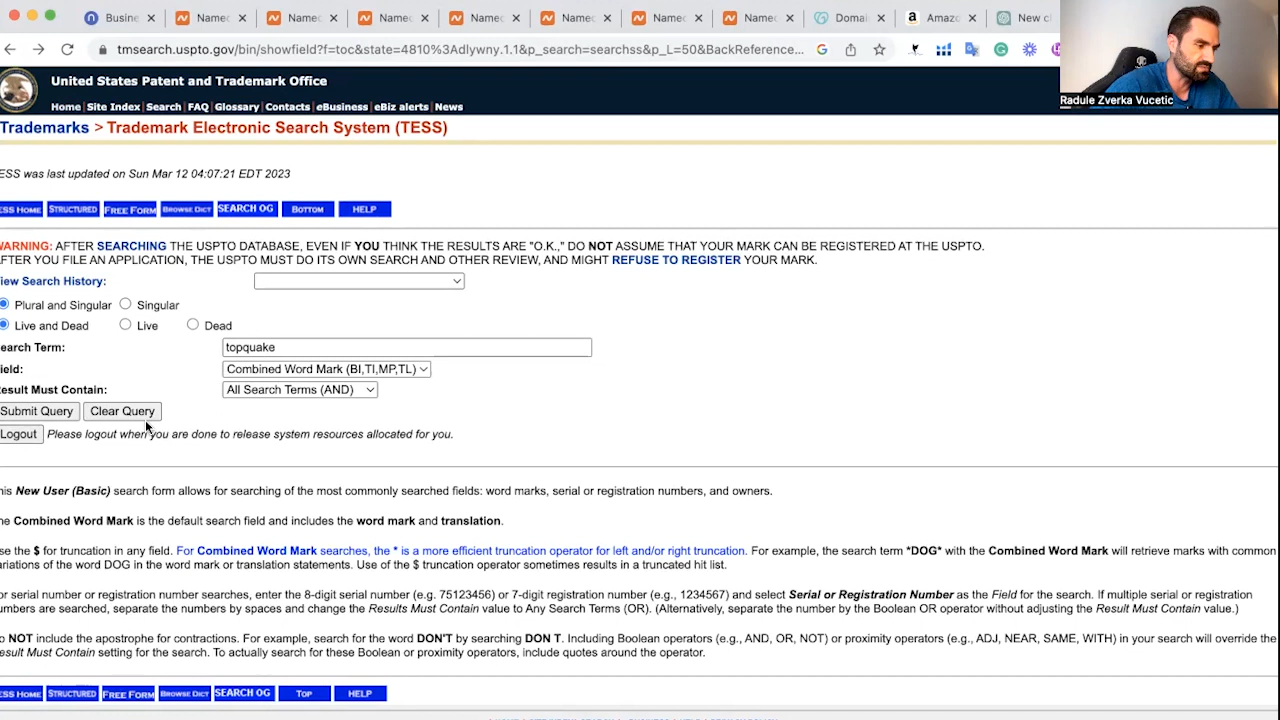 Busine
Namec
Namec
Namec
Namec
Namec
Namec
Namec
Domai
Amazo
New cl
tmsearch.uspto.gov/bin/showfield?f=toc&state=4810%3Adlywny.1.1&p_search=searchss&p_L=50&BackReference...
Radule Zverka Vucetic
United States Patent and Trademark Office
Home | Site Index | Search | FAQ | Glossary | Contacts | eBusiness | eBiz alerts | News
Trademarks > Trademark Electronic Search System (TESS)
ESS was last updated on Sun Mar 12 04:07:21 EDT 2023
ESS HOME STRUCTURED FREE FORM BROWSE DICT SEARCH OG BOTTOM HELP
WARNING: AFTER SEARCHING THE USPTO DATABASE, EVEN IF YOU THINK THE RESULTS ARE "O.K.," DO NOT ASSUME THAT YOUR MARK CAN BE REGISTERED AT THE USPTO.
FTER YOU FILE AN APPLICATION, THE USPTO MUST DO ITS OWN SEARCH AND OTHER REVIEW, AND MIGHT REFUSE TO REGISTER YOUR MARK.
iew Search History:
Plural and Singular Singular
Live and Dead Live Dead
earch Term: topquake
ield: Combined Word Mark (BI,TI,MP,TL)
esult Must Contain: All Search Terms (AND)
Submit Query Clear Query
Logout Please logout when you are done to release system resources allocated for you.
his New User (Basic) search form allows for searching of the most commonly searched fields: word marks, serial or registration numbers, and owners.
he Combined Word Mark is the default search field and includes the word mark and translation.
se the $ for truncation in any field. For Combined Word Mark searches, the * is a more efficient truncation operator for left and/or right truncation. For example, the search term *DOG* with the Combined Word Mark will retrieve marks with common
ariations of the word DOG in the word mark or translation statements. Use of the $ truncation operator sometimes results in a truncated hit list.
or serial number or registration number searches, enter the 8-digit serial number (e.g. 75123456) or 7-digit registration number (e.g., 1234567) and select Serial or Registration Number as the Field for the search. If multiple serial or registration
umbers are searched, separate the numbers by spaces and change the Results Must Contain value to Any Search Terms (OR). (Alternatively, separate the number by the Boolean OR operator without adjusting the Result Must Contain value.)
o NOT include the apostrophe for contractions. For example, search for the word DON'T by searching DON T. Including Boolean operators (e.g., AND, OR, NOT) or proximity operators (e.g., ADJ, NEAR, SAME, WITH) in your search will override the
esult Must Contain setting for the search. To actually search for these Boolean or proximity operators, include quotes around the operator.
ESS HOME STRUCTURED FREE FORM BROWSE DICT SEARCH OG TOP HELP